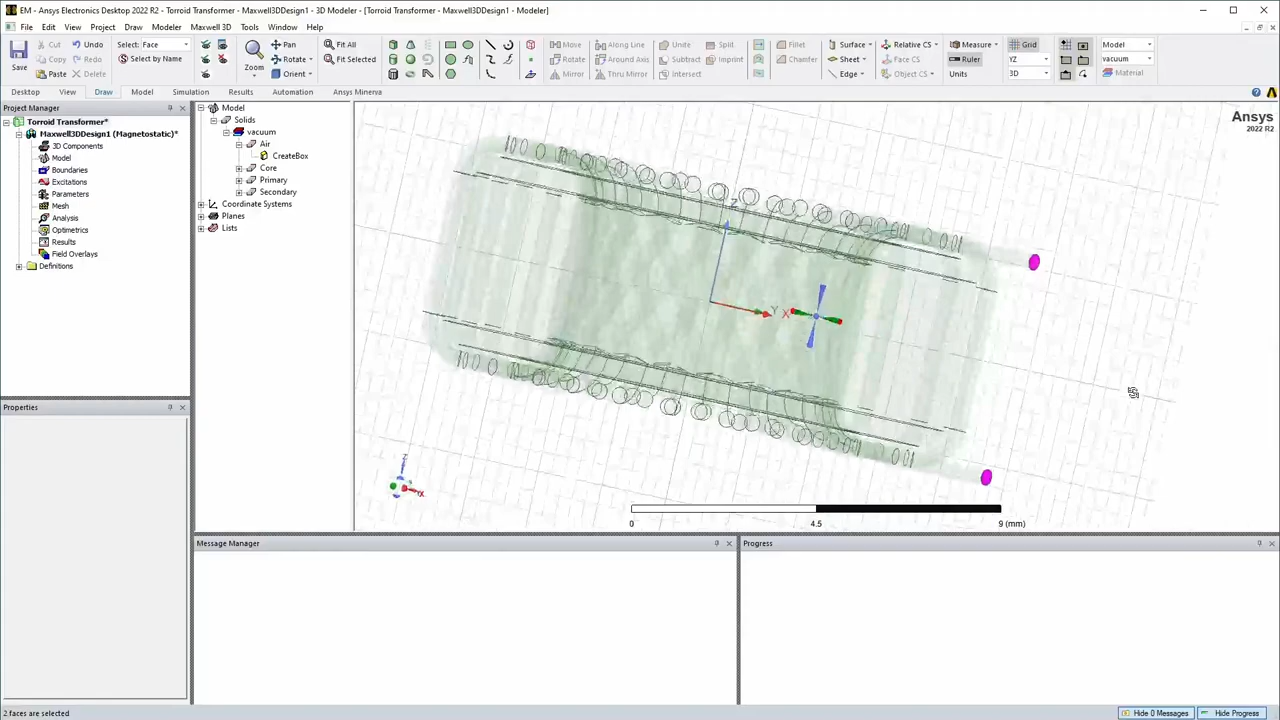 EM - Ansys Electronics Desktop 2022 R2 - Torroid Transformer - Maxwell3DDesign1 - 3D Modeler - [Torroid Transformer - Maxwell3DDesign1 - Modeler]
File Edit View Project Draw Modeler Maxwell 3D Tools Window Help
Save
Cut Undo
Copy Redo
Paste Delete
Select: Face
Select by Name
Zoom
Pan
Rotate
Orient
Fit All
Fit Selected
Move Along Line
Rotate Around Axis
Mirror Thru Mirror
Unite Split
Subtract Imprint
Intersect
Fillet
Chamfer
Surface
Sheet
Edge
Relative CS
Face CS
Object CS
Measure
Ruler
Units
Grid
YZ
3D
Model
vacuum
Material
Desktop View Draw Model Simulation Results Automation Ansys Minerva
Project Manager
Torroid Transformer*
Maxwell3DDesign1 (Magnetostatic)*
3D Components
Model
Boundaries
Excitations
Parameters
Mesh
Analysis
Optimetrics
Results
Field Overlays
Definitions
Properties
Model
Solids
vacuum
Air
CreateBox
Core
Primary
Secondary
Coordinate Systems
Planes
Lists
Ansys
2022 R2
Z
Y
X
Z
X
0 4.5 9 (mm)
Message Manager
Progress
2 faces are selected
Hide 0 Messages
Hide Progress